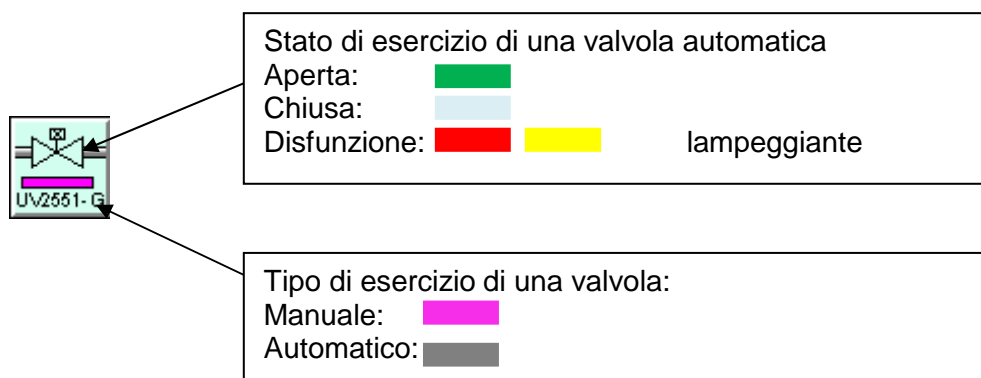 Stato di esercizio di una valvola automatica
Aperta:
Chiusa:
Disfunzione: lampeggiante
UV2551- G
Tipo di esercizio di una valvola:
Manuale:
Automatico: